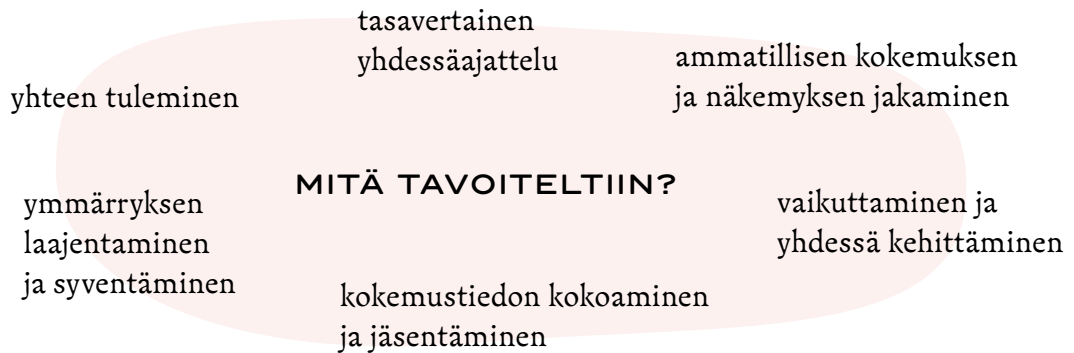 tasavertainen
yhdessäajattelu
ammatillisen kokemuksen
ja näkemyksen jakaminen
yhteen tuleminen
MITÄ TAVOITELTIIN?
ymmärryksen
laajentaminen
ja syventäminen
vaikuttaminen ja
yhdessä kehittäminen
kokemustiedon kokoaminen
ja jäsentäminen